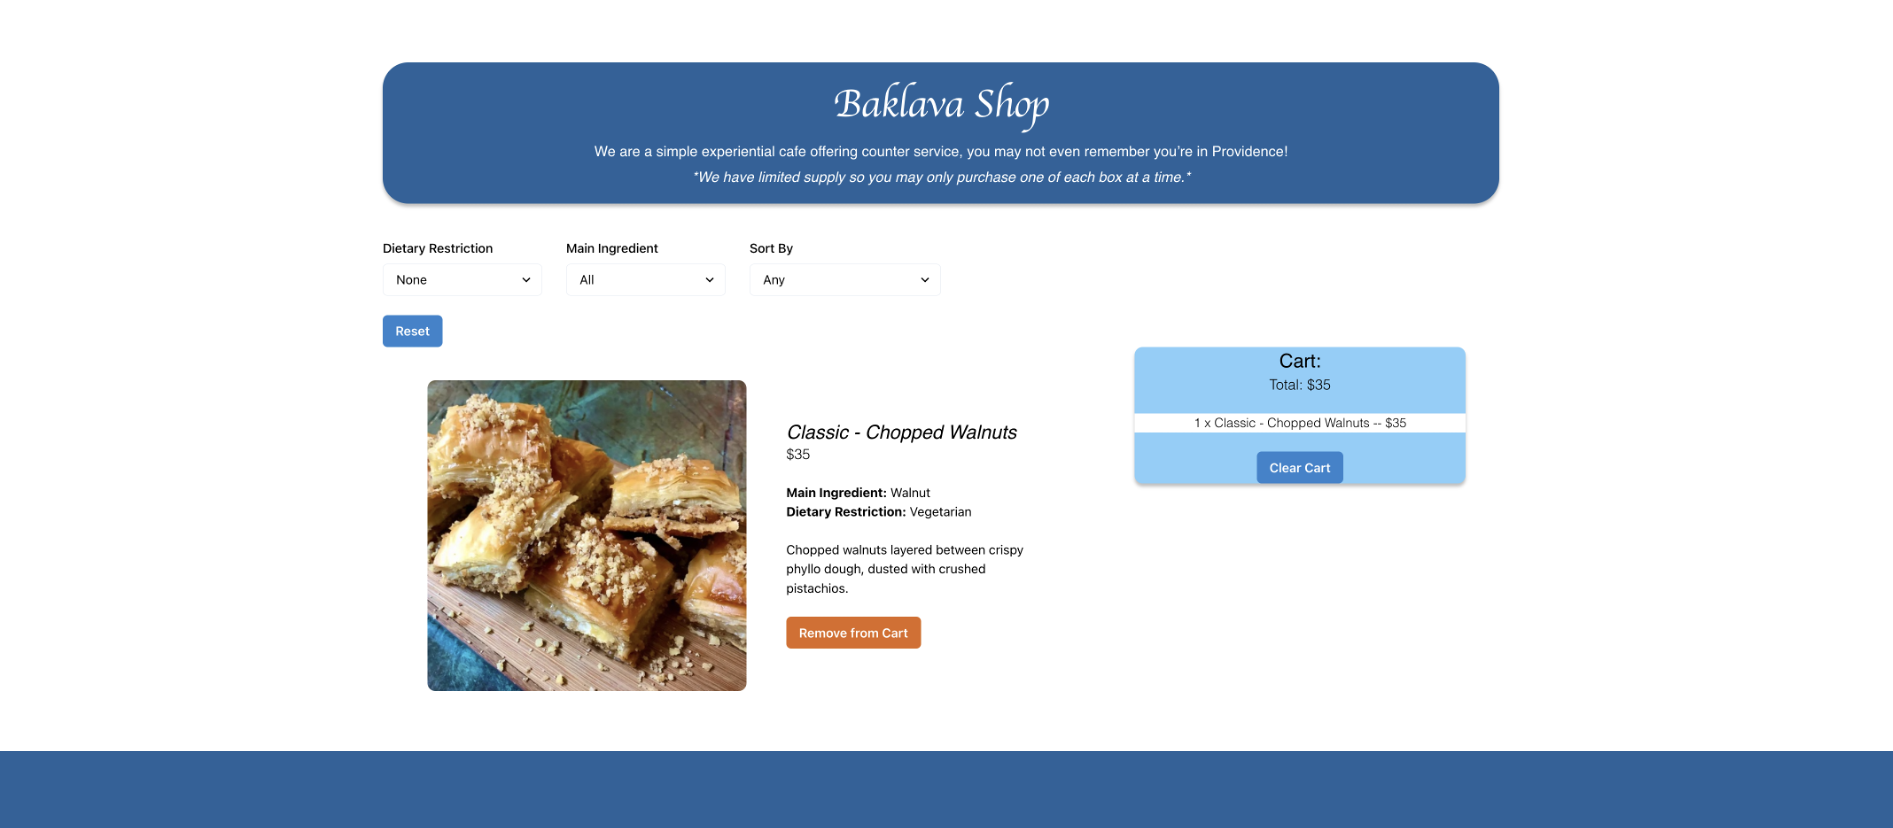 Baklava Shop
We are a simple experiential cafe offering counter service, you may not even remember you're in Providence!
*We have limited supply so you may only purchase one of each box at a time.*
Dietary Restriction
Main Ingredient
Sort By
None
All
Any
Reset
Classic - Chopped Walnuts
$35
Main Ingredient: Walnut
Dietary Restriction: Vegetarian
Chopped walnuts layered between crispy
phyllo dough, dusted with crushed
pistachios.
Remove from Cart
Cart:
Total: $35
1 x Classic - Chopped Walnuts -- $35
Clear Cart